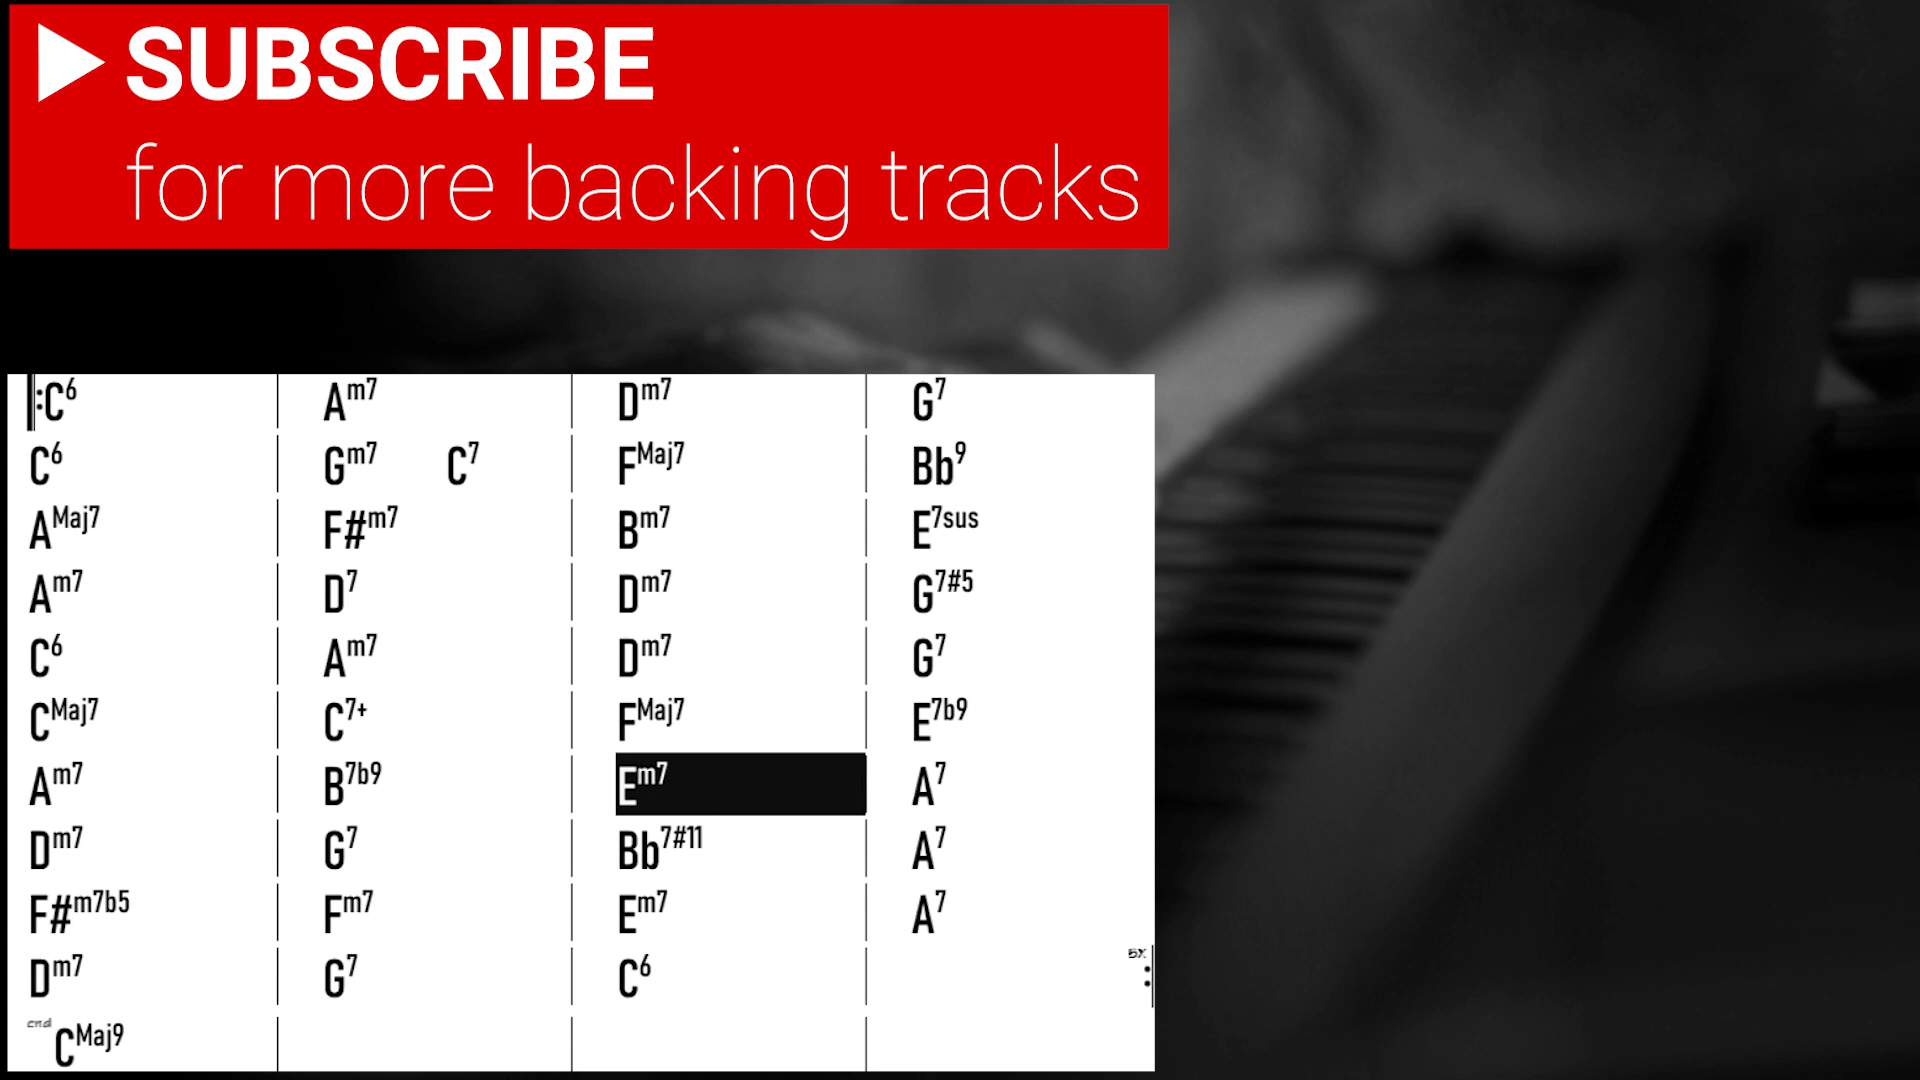 SUBSCRIBE
for more backing tracks
C6 Am7 Dm7 G7
C6 Gm7 C7 FMaj7 Bb9
AMaj7 F#m7 Bm7 E7sus
Am7 D7 Dm7 G7#5
C6 Am7 Dm7 G7
CMaj7 C7+ FMaj7 E7b9
Am7 B7b9 Em7 A7
Dm7 G7 Bb7#11 A7
F#m7b5 Fm7 Em7 A7
5x
Dm7 G7 C6
end CMaj9